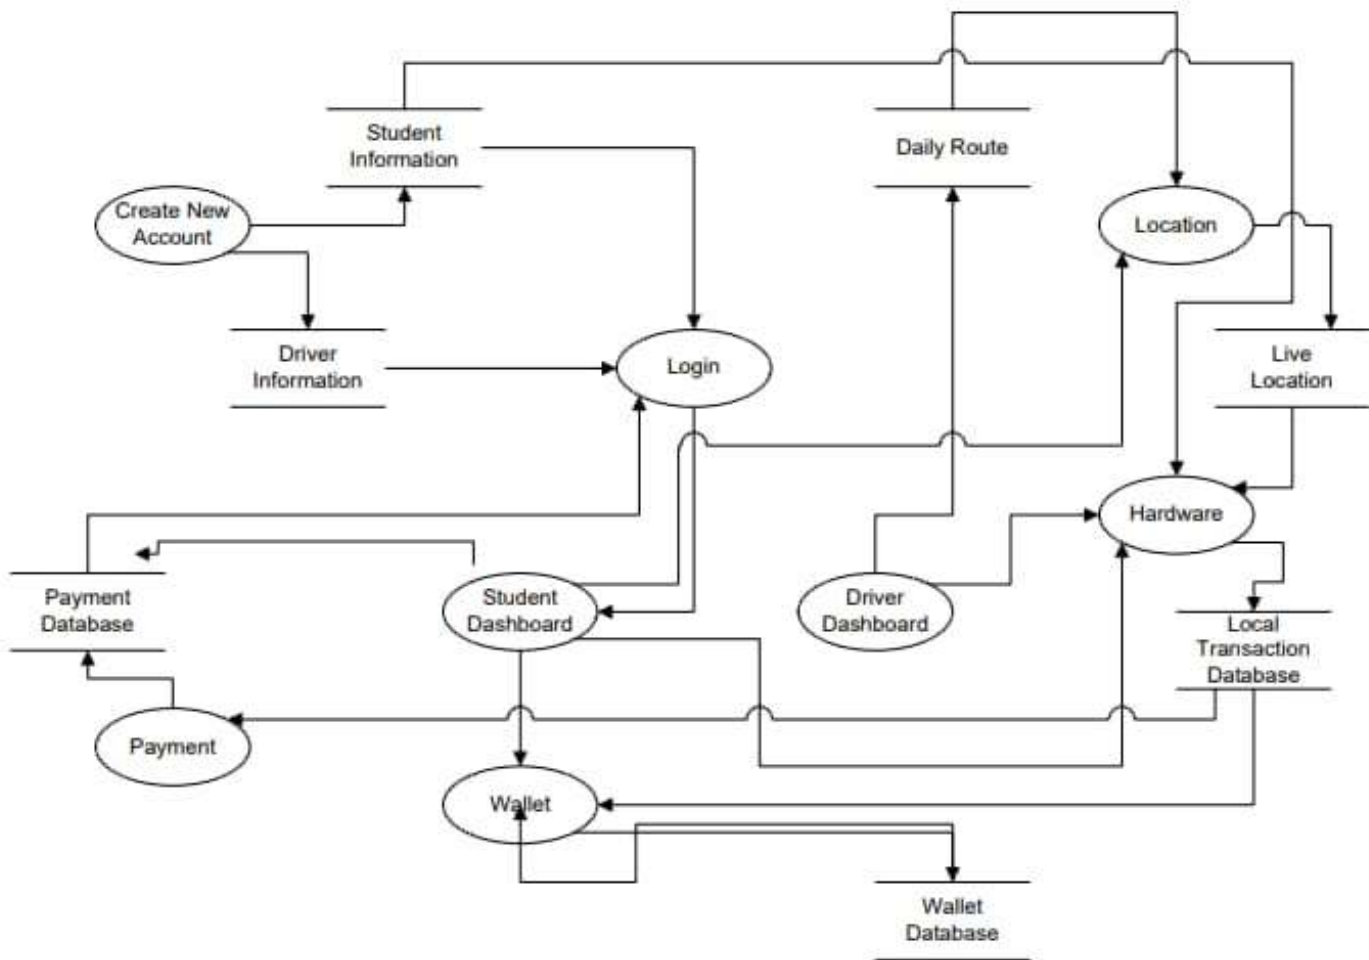 Student
Information
Daily Route
Create New
Account
Location
Driver
Information
Login
Live
Location
Hardware
Payment
Database
Student
Dashboard
Driver
Dashboard
Local
Transaction
Database
Payment
Wallet
Wallet
Database